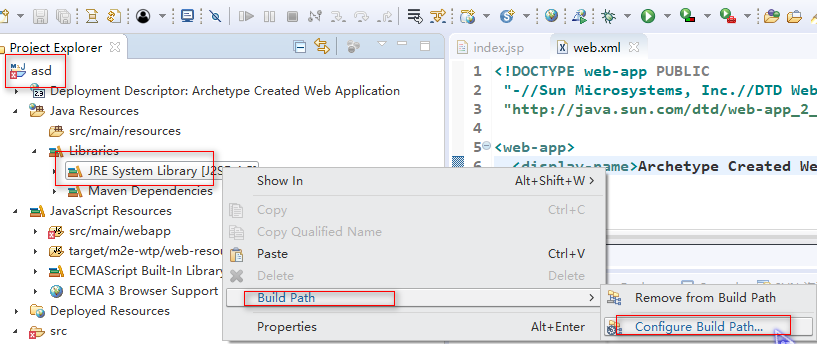 Project Explorer
index.jsp
web.xml
asd
Deployment Descriptor: Archetype Created Web Application
Java Resources
src/main/resources
Libraries
JRE System Library
Maven Dependencies
JavaScript Resources
src/main/webapp
target/m2e-wtp/web-resou
ECMAScript Built-In Library
ECMA 3 Browser Support
Deployed Resources
src
1 <!DOCTYPE web-app PUBLIC
2 "-//Sun Microsystems, Inc.//DTD Web
3 "http://java.sun.com/dtd/web-app_2_
4
5 <web-app>
6 <display-name>Archetype Created We
Show In Alt+Shift+W
Copy Ctrl+C
Copy Qualified Name
Paste Ctrl+V
Delete Delete
Build Path
Properties Alt+Enter
Remove from Build Path
Configure Build Path...